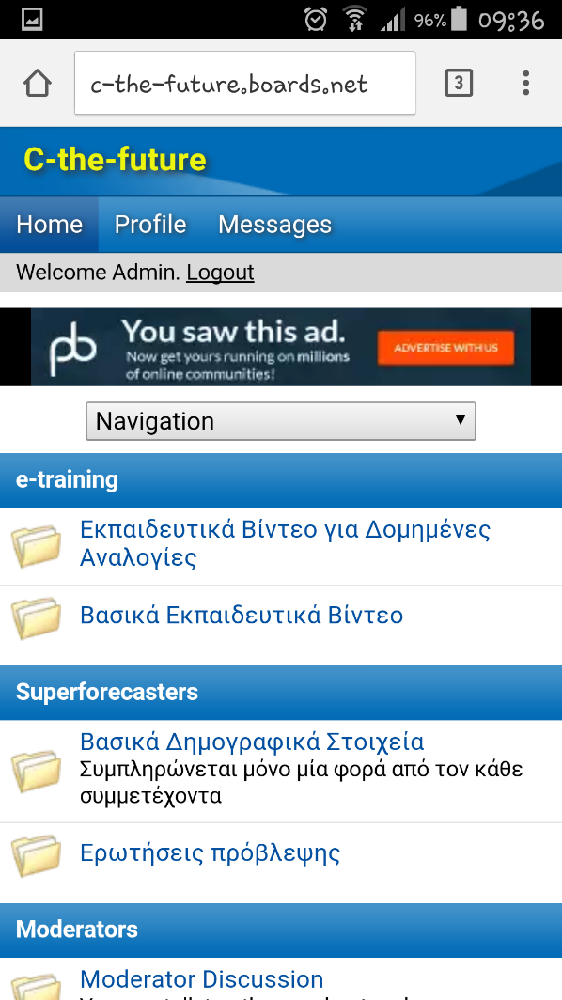 96% 09:36
c-the-future.boards.net 3
C-the-future
Home Profile Messages
Welcome Admin. Logout
pb
You saw this ad.
Now get yours running on millions
of online communities!
ADVERTISE WITH US
Navigation
e-training
Εκπαιδευτικά Βίντεο για Δομημένες
Αναλογίες
Βασικά Εκπαιδευτικά Βίντεο
Superforecasters
Βασικά Δημογραφικά Στοιχεία
Συμπληρώνεται μόνο μία φορά από τον κάθε
συμμετέχοντα
Ερωτήσεις πρόβλεψης
Moderators
Moderator Discussion